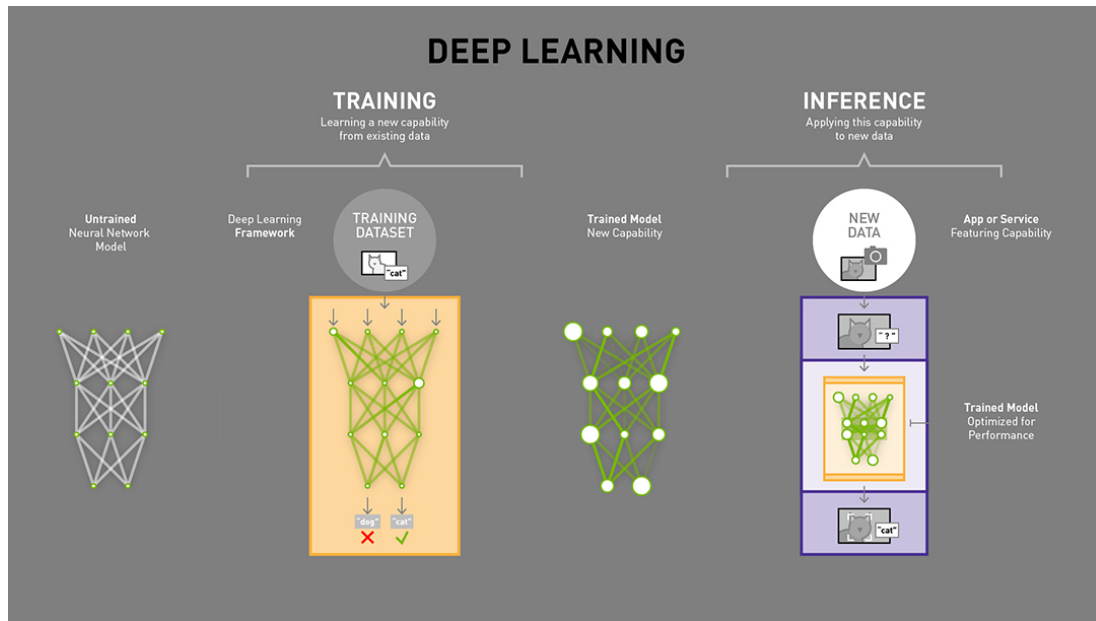 DEEP LEARNING
TRAINING
Learning a new capability
from existing data
INFERENCE
Applying this capability
to new data
Untrained
Neural Network
Model
Deep Learning
Framework
TRAINING
DATASET
"cat"
Trained Model
New Capability
NEW
DATA
App or Service
Featuring Capability
"?"
Trained Model
Optimized for
Performance
"dog"
"cat"
"cat"